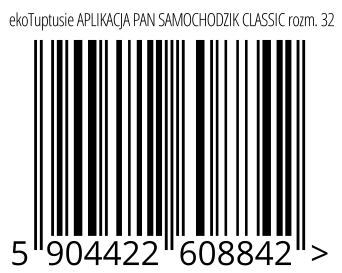 ekoTuptusie APLIKACJA PAN SAMOCHODZIK CLASSIC rozm. 32
5 904422 608842 >